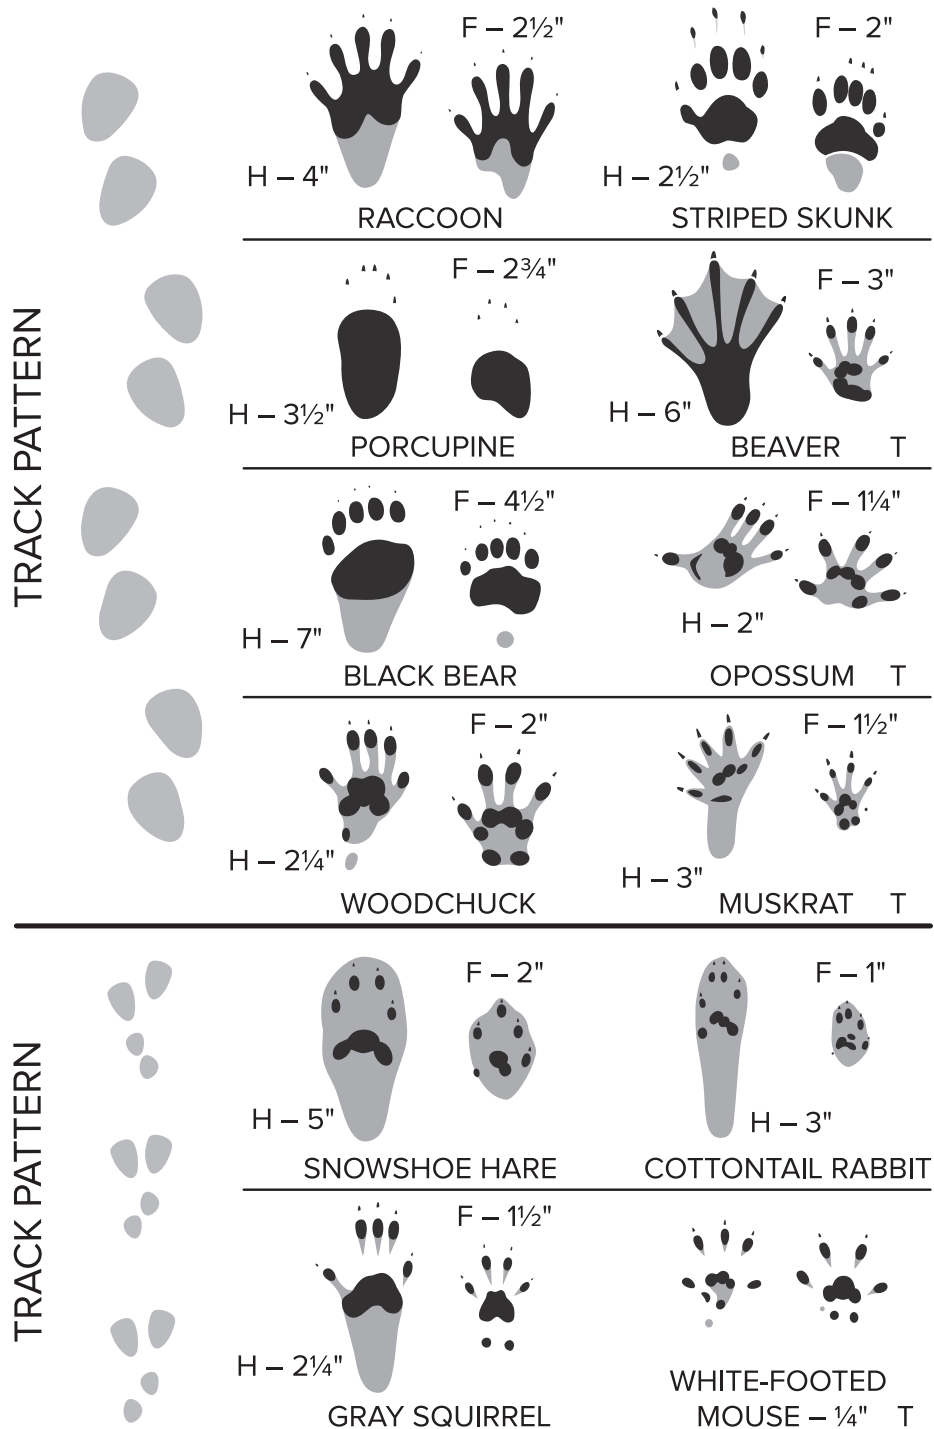 TRACK PATTERN
F – 2½"
H – 4"
RACCOON
F – 2"
H – 2½"
STRIPED SKUNK
F – 2¾"
H – 3½"
PORCUPINE
F – 3"
H – 6"
BEAVER T
F – 4½"
H – 7"
BLACK BEAR
F – 1¼"
H – 2"
OPOSSUM T
F – 2"
H – 2¼"
WOODCHUCK
F – 1½"
H – 3"
MUSKRAT T
TRACK PATTERN
F – 2"
H – 5"
SNOWSHOE HARE
F – 1"
H – 3"
COTTONTAIL RABBIT
F – 1½"
H – 2¼"
GRAY SQUIRREL
WHITE-FOOTED
MOUSE – ¼" T